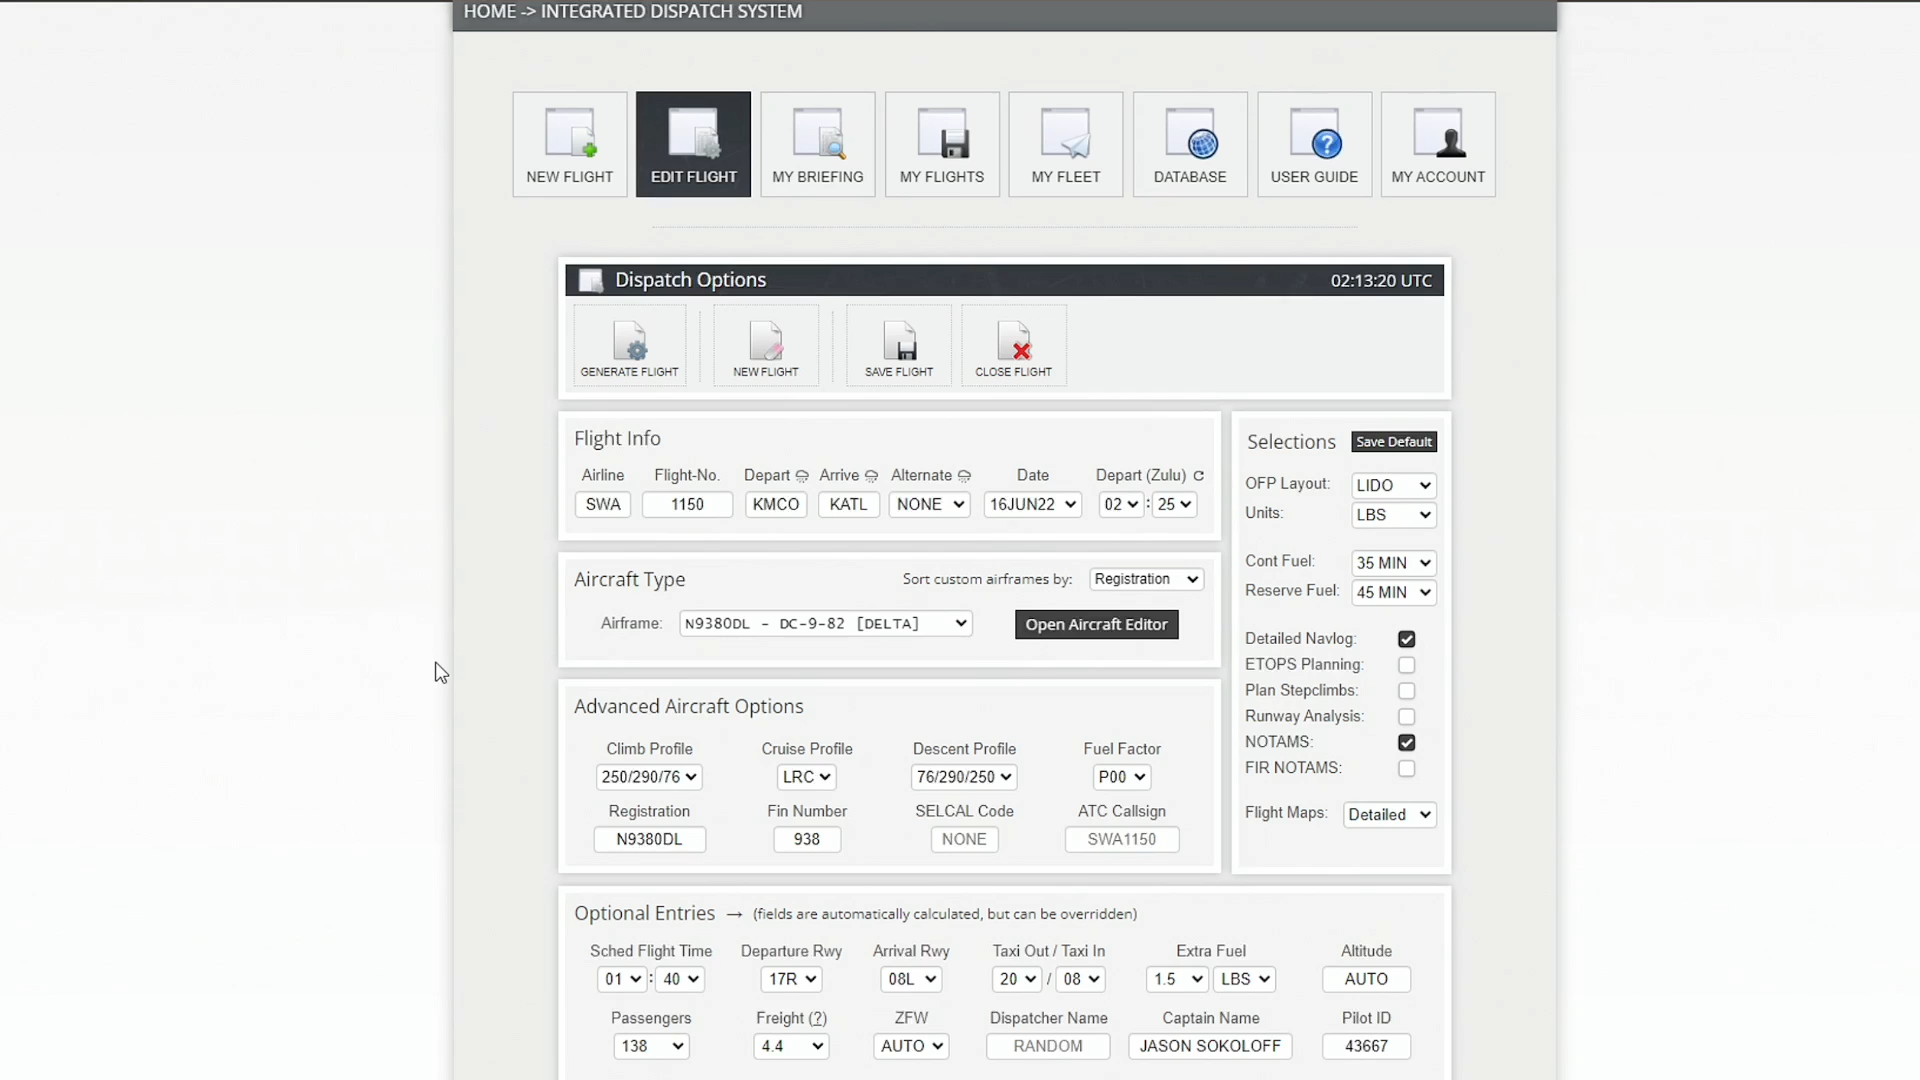 HOME -> INTEGRATED DISPATCH SYSTEM
NEW FLIGHT EDIT FLIGHT MY BRIEFING MY FLIGHTS MY FLEET DATABASE USER GUIDE MY ACCOUNT
Dispatch Options 02:13:20 UTC
GENERATE FLIGHT NEW FLIGHT SAVE FLIGHT CLOSE FLIGHT
Flight Info
Airline Flight-No. Depart Arrive Alternate Date Depart (Zulu)
SWA 1150 KMCO KATL NONE 16JUN22 02 : 25
Aircraft Type Sort custom airframes by: Registration
Airframe: N9380DL - DC-9-82 [DELTA] Open Aircraft Editor
Advanced Aircraft Options
Climb Profile Cruise Profile Descent Profile Fuel Factor
250/290/76 LRC 76/290/250 P00
Registration Fin Number SELCAL Code ATC Callsign
N9380DL 938 NONE SWA1150
Selections Save Default
OFP Layout: LIDO
Units: LBS
Cont Fuel: 35 MIN
Reserve Fuel: 45 MIN
Detailed Navlog:
ETOPS Planning:
Plan Stepclimbs:
Runway Analysis:
NOTAMS:
FIR NOTAMS:
Flight Maps: Detailed
Optional Entries → (fields are automatically calculated, but can be overridden)
Sched Flight Time Departure Rwy Arrival Rwy Taxi Out / Taxi In Extra Fuel Altitude
01 : 40 17R 08L 20 / 08 1.5 LBS AUTO
Passengers Freight (?) ZFW Dispatcher Name Captain Name Pilot ID
138 4.4 AUTO RANDOM JASON SOKOLOFF 43667